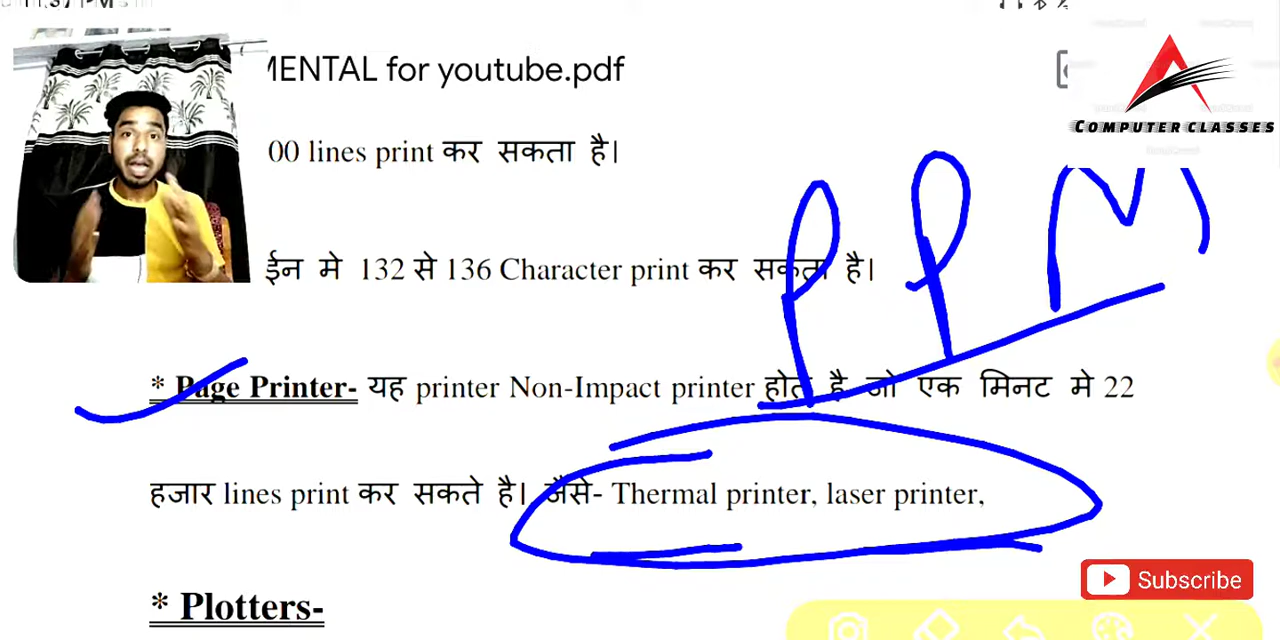 MENTAL for youtube.pdf
COMPUTER CLASSES
00 lines print कर सकता है।
PPM
ईन मे 132 से 136 Character print कर सकता है।
* Page Printer- यह printer Non-Impact printer होते है जो एक मिनट मे 22
हजार lines print कर सकते है। जैसे- Thermal printer, laser printer,
Subscribe
* Plotters-